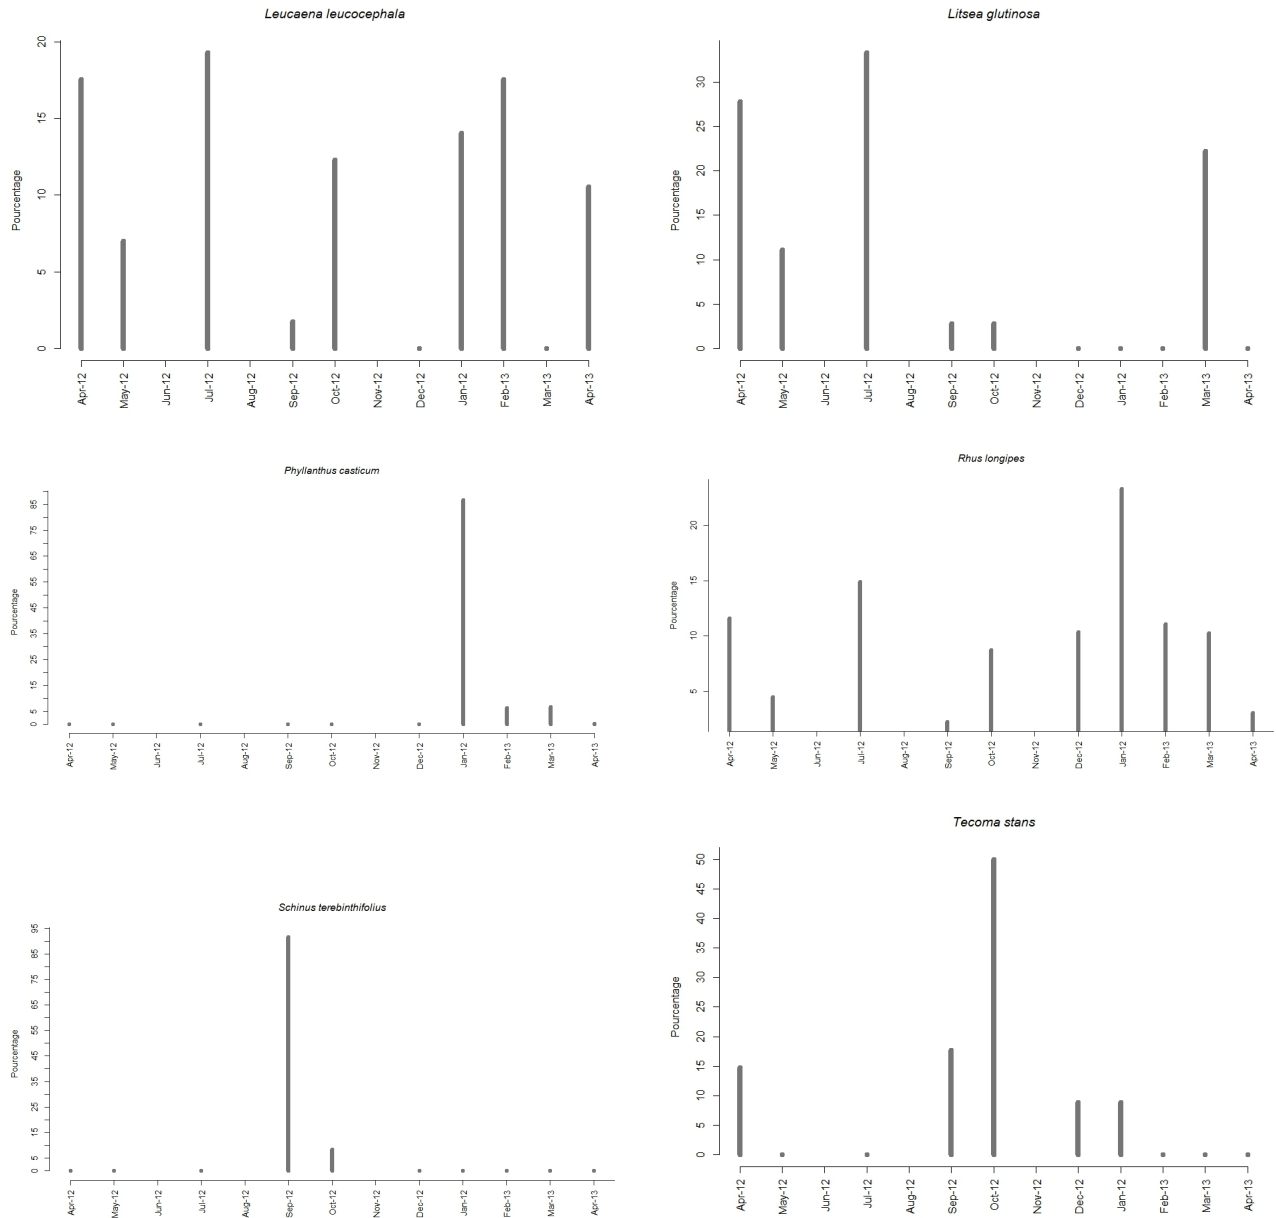 Leucaena leucocephala
Pourcentage
20
15
10
5
0
Apr-12
May-12
Jun-12
Jul-12
Aug-12
Sep-12
Oct-12
Nov-12
Dec-12
Jan-12
Feb-13
Mar-13
Apr-13
Litsea glutinosa
Pourcentage
30
25
20
15
10
5
0
Apr-12
May-12
Jun-12
Jul-12
Aug-12
Sep-12
Oct-12
Nov-12
Dec-12
Jan-12
Feb-13
Mar-13
Apr-13
Phyllanthus casticum
Pourcentage
85
75
65
55
45
35
25
15
5
0
Apr-12
May-12
Jun-12
Jul-12
Aug-12
Sep-12
Oct-12
Nov-12
Dec-12
Jan-12
Feb-13
Mar-13
Apr-13
Rhus longipes
Pourcentage
20
15
10
5
Apr-12
May-12
Jun-12
Jul-12
Aug-12
Sep-12
Oct-12
Nov-12
Dec-12
Jan-12
Feb-13
Mar-13
Apr-13
Schinus terebinthifolius
Pourcentage
95
85
75
65
55
45
35
25
15
5
0
Apr-12
May-12
Jun-12
Jul-12
Aug-12
Sep-12
Oct-12
Nov-12
Dec-12
Jan-12
Feb-13
Mar-13
Apr-13
Tecoma stans
Pourcentage
50
45
40
35
30
25
20
15
10
5
0
Apr-12
May-12
Jun-12
Jul-12
Aug-12
Sep-12
Oct-12
Nov-12
Dec-12
Jan-12
Feb-13
Mar-13
Apr-13